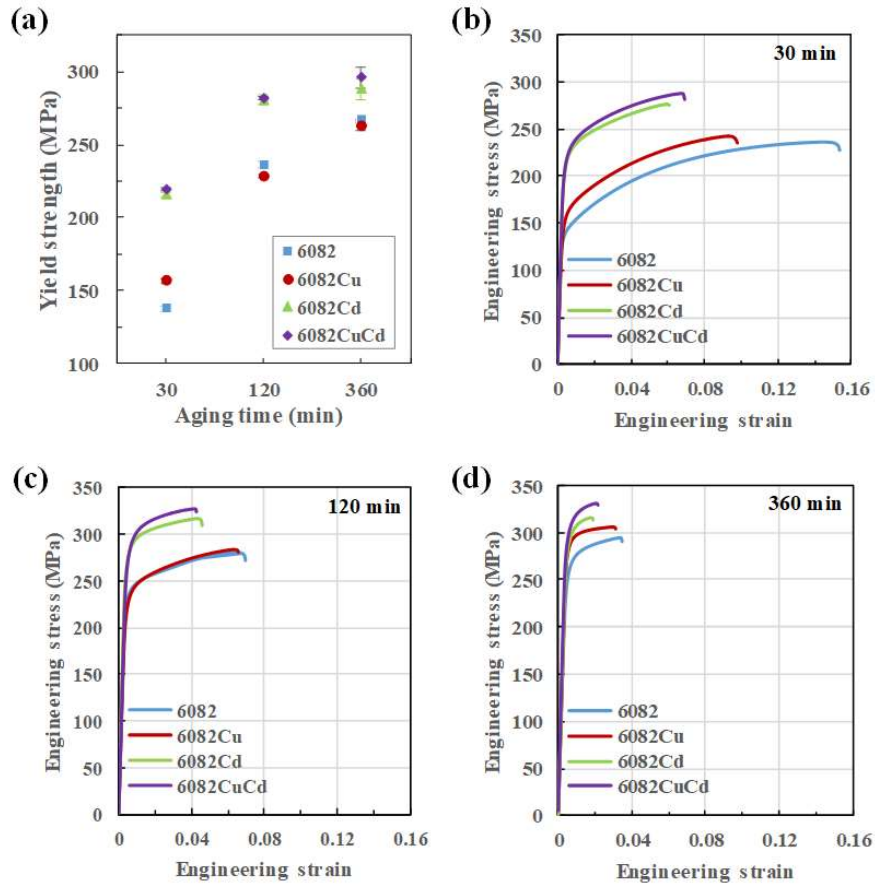 (a)
300
250
200
150
100
Yield strength (MPa)
6082
6082Cu
6082Cd
6082CuCd
30 120 360
Aging time (min)
(b)
30 min
350
300
250
200
150
100
50
0
Engineering stress (MPa)
6082
6082Cu
6082Cd
6082CuCd
0 0.04 0.08 0.12 0.16
Engineering strain
(c)
120 min
350
300
250
200
150
100
50
0
Engineering stress (MPa)
6082
6082Cu
6082Cd
6082CuCd
0 0.04 0.08 0.12 0.16
Engineering strain
(d)
360 min
350
300
250
200
150
100
50
0
Engineering stress (MPa)
6082
6082Cu
6082Cd
6082CuCd
0 0.04 0.08 0.12 0.16
Engineering strain